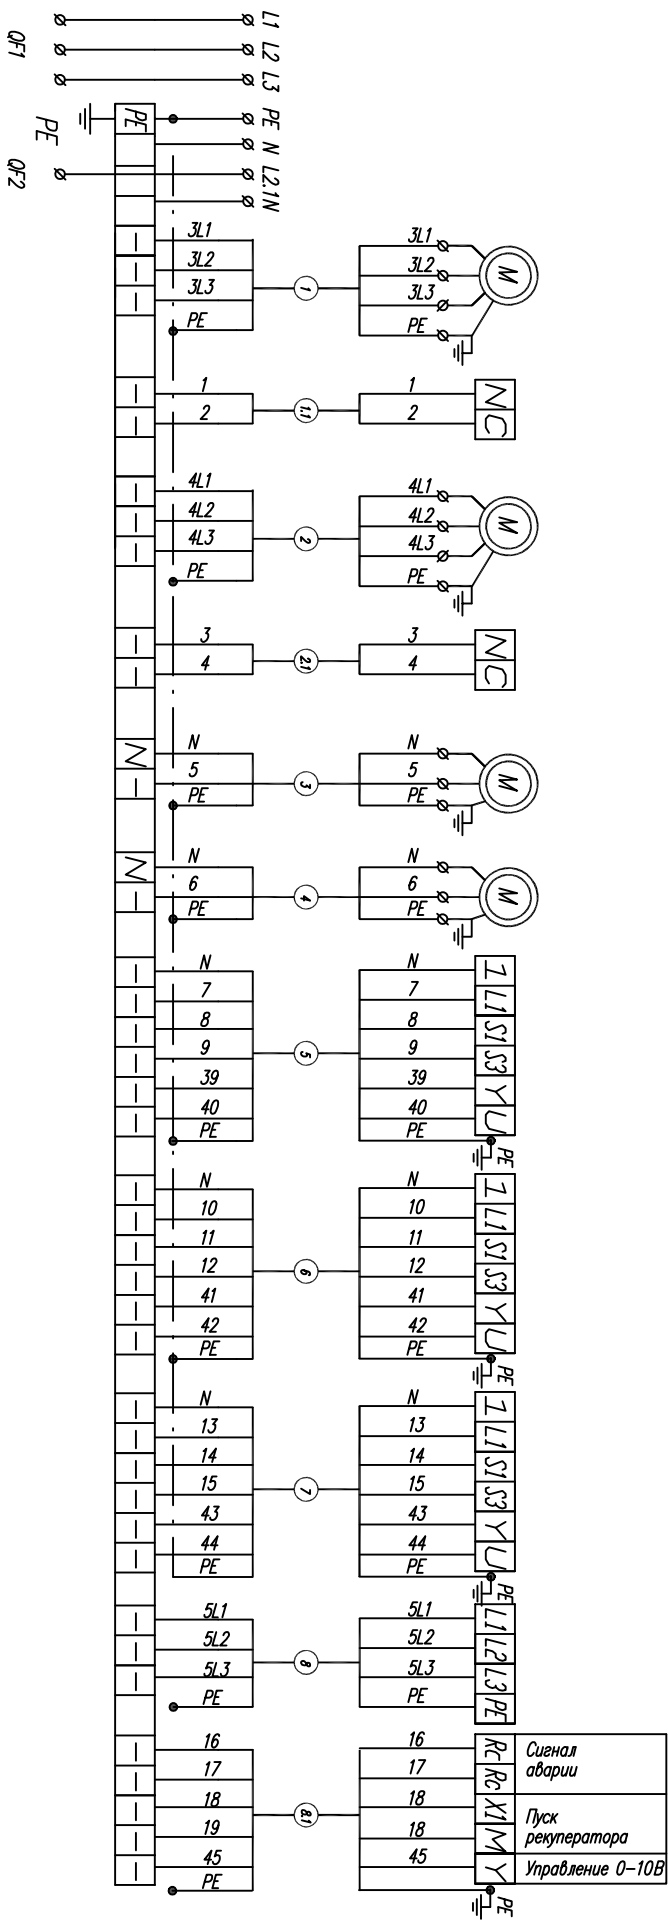 L1
QF1
L2
L3
PE
PE
PE
N
QF2
L2.1N
3L1 3L1
3L2 3L2 M
3L3 1 3L3
PE PE
1 1 N
2 1.1 2 C
4L1 4L1
4L2 4L2 M
4L3 2 4L3
PE PE
3 3 N
4 2.1 4 C
N N N
5 3 5 M
PE PE
N N N
6 4 6 M
PE PE
N N 1
7 7 L1
8 8 S1
9 5 9 S3
39 39 Y
40 40 U
PE PE PE
N N 1
10 10 L1
11 11 S1
12 6 12 S3
41 41 Y
42 42 U
PE PE PE
N N 1
13 13 L1
14 14 S1
15 7 15 S3
43 43 Y
44 44 U
PE PE PE
5L1 5L1 L1
5L2 5L2 L2
5L3 8 5L3 L3
PE PE PE
16 16 Rc Сигнал
17 17 Rc аварии
18 18 X1 Пуск
19 8.1 18 M рекуператора
45 45 Y Управление 0-10В
PE PE